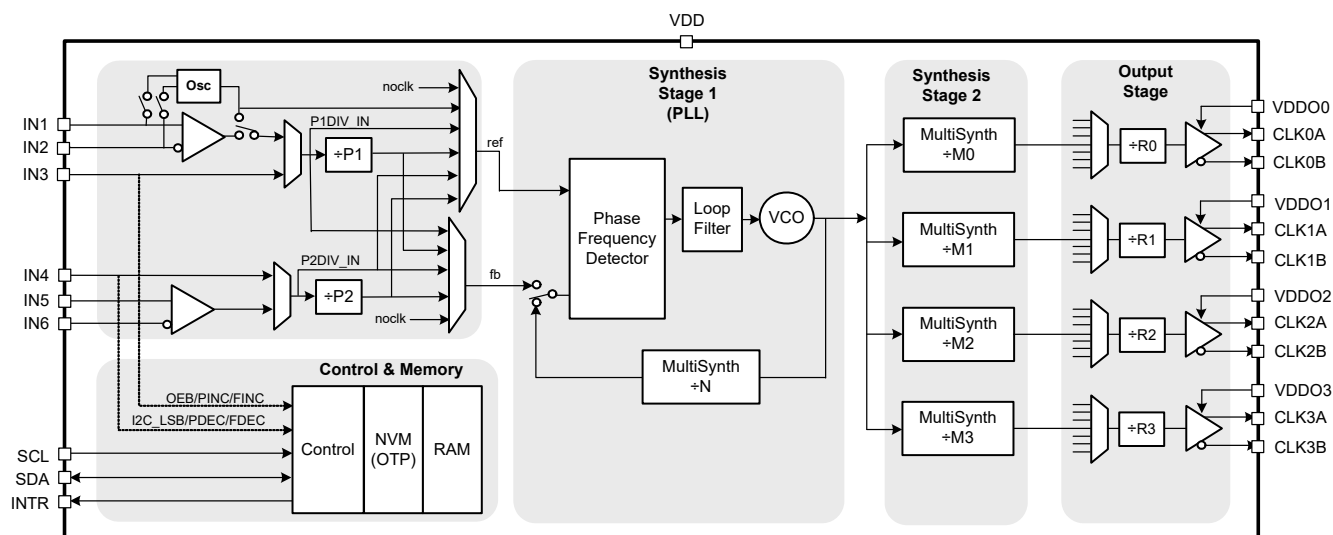 VDD
Osc
noclk
IN1
IN2
IN3
P1DIV_IN
÷P1
ref
IN4
IN5
IN6
P2DIV_IN
÷P2
noclk
fb
Synthesis
Stage 1
(PLL)
Phase
Frequency
Detector
Loop
Filter
VCO
MultiSynth
÷N
Synthesis
Stage 2
MultiSynth
÷M0
MultiSynth
÷M1
MultiSynth
÷M2
MultiSynth
÷M3
Output
Stage
÷R0
÷R1
÷R2
÷R3
VDDO0
CLK0A
CLK0B
VDDO1
CLK1A
CLK1B
VDDO2
CLK2A
CLK2B
VDDO3
CLK3A
CLK3B
Control & Memory
OEB/PINC/FINC
I2C_LSB/PDEC/FDEC
Control
NVM
(OTP)
RAM
SCL
SDA
INTR